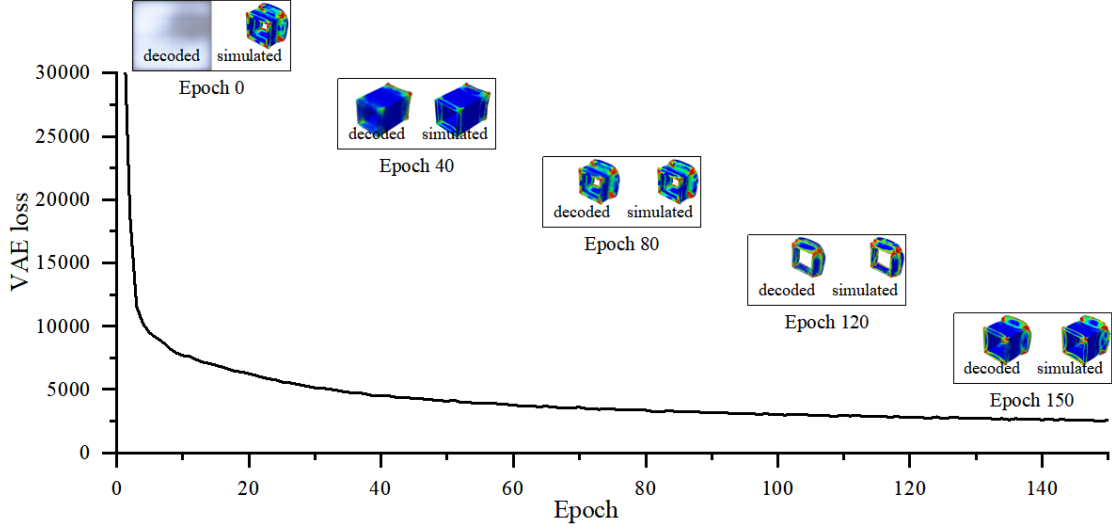 decoded simulated
Epoch 0
decoded simulated
Epoch 40
decoded simulated
Epoch 80
decoded simulated
Epoch 120
decoded simulated
Epoch 150
VAE loss
30000
25000
20000
15000
10000
5000
0
0 20 40 60 80 100 120 140
Epoch